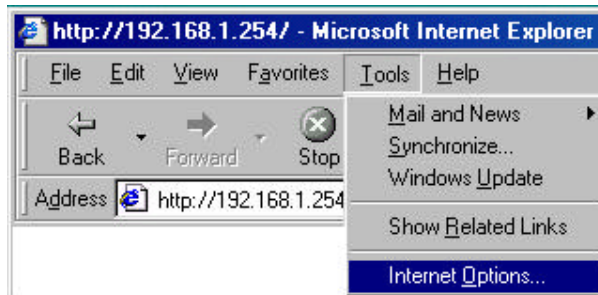 http://192.168.1.254/ - Microsoft Internet Explorer
File Edit View Favorites Tools Help
Back Forward Stop
Address http://192.168.1.254
Mail and News
Synchronize...
Windows Update
Show Related Links
Internet Options...